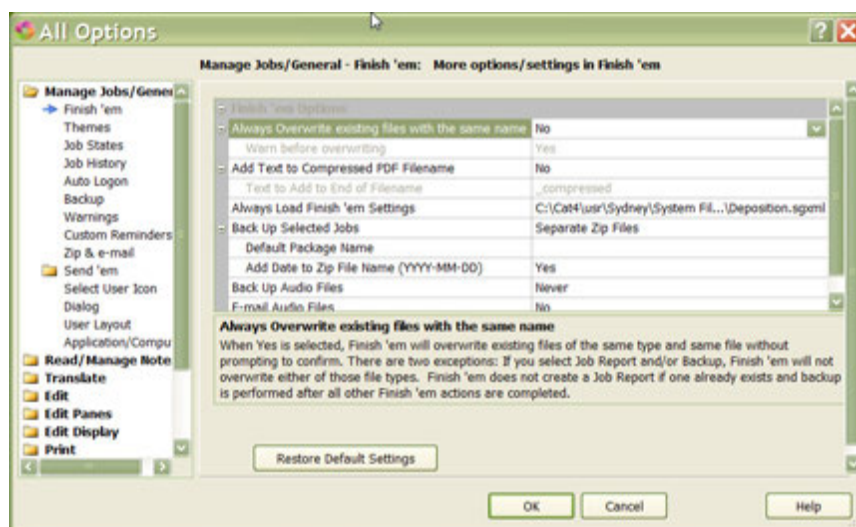 All Options
Manage Jobs/General - Finish 'em: More options/settings in Finish 'em
Manage Jobs/Gener
Finish 'em
Themes
Job States
Job History
Auto Logon
Backup
Warnings
Custom Reminders
Zip & e-mail
Send 'em
Select User Icon
Dialog
User Layout
Application/Compu
Read/Manage Note
Translate
Edit
Edit Panes
Edit Display
Print
Finish 'em Options
Always Overwrite existing files with the same name No
Warn before overwriting Yes
Add Text to Compressed PDF Filename No
Text to Add to End of Filename _compressed
Always Load Finish 'em Settings C:\Cat4\usr\Sydney\System Fil...\Deposition.sgxml
Back Up Selected Jobs Separate Zip Files
Default Package Name
Add Date to Zip File Name (YYYY-MM-DD) Yes
Back Up Audio Files Never
E-mail Audio Files No
Always Overwrite existing files with the same name
When Yes is selected, Finish 'em will overwrite existing files of the same type and same file without
prompting to confirm. There are two exceptions: If you select Job Report and/or Backup, Finish 'em will not
overwrite either of those file types. Finish 'em does not create a Job Report if one already exists and backup
is performed after all other Finish 'em actions are completed.
Restore Default Settings
OK Cancel Help